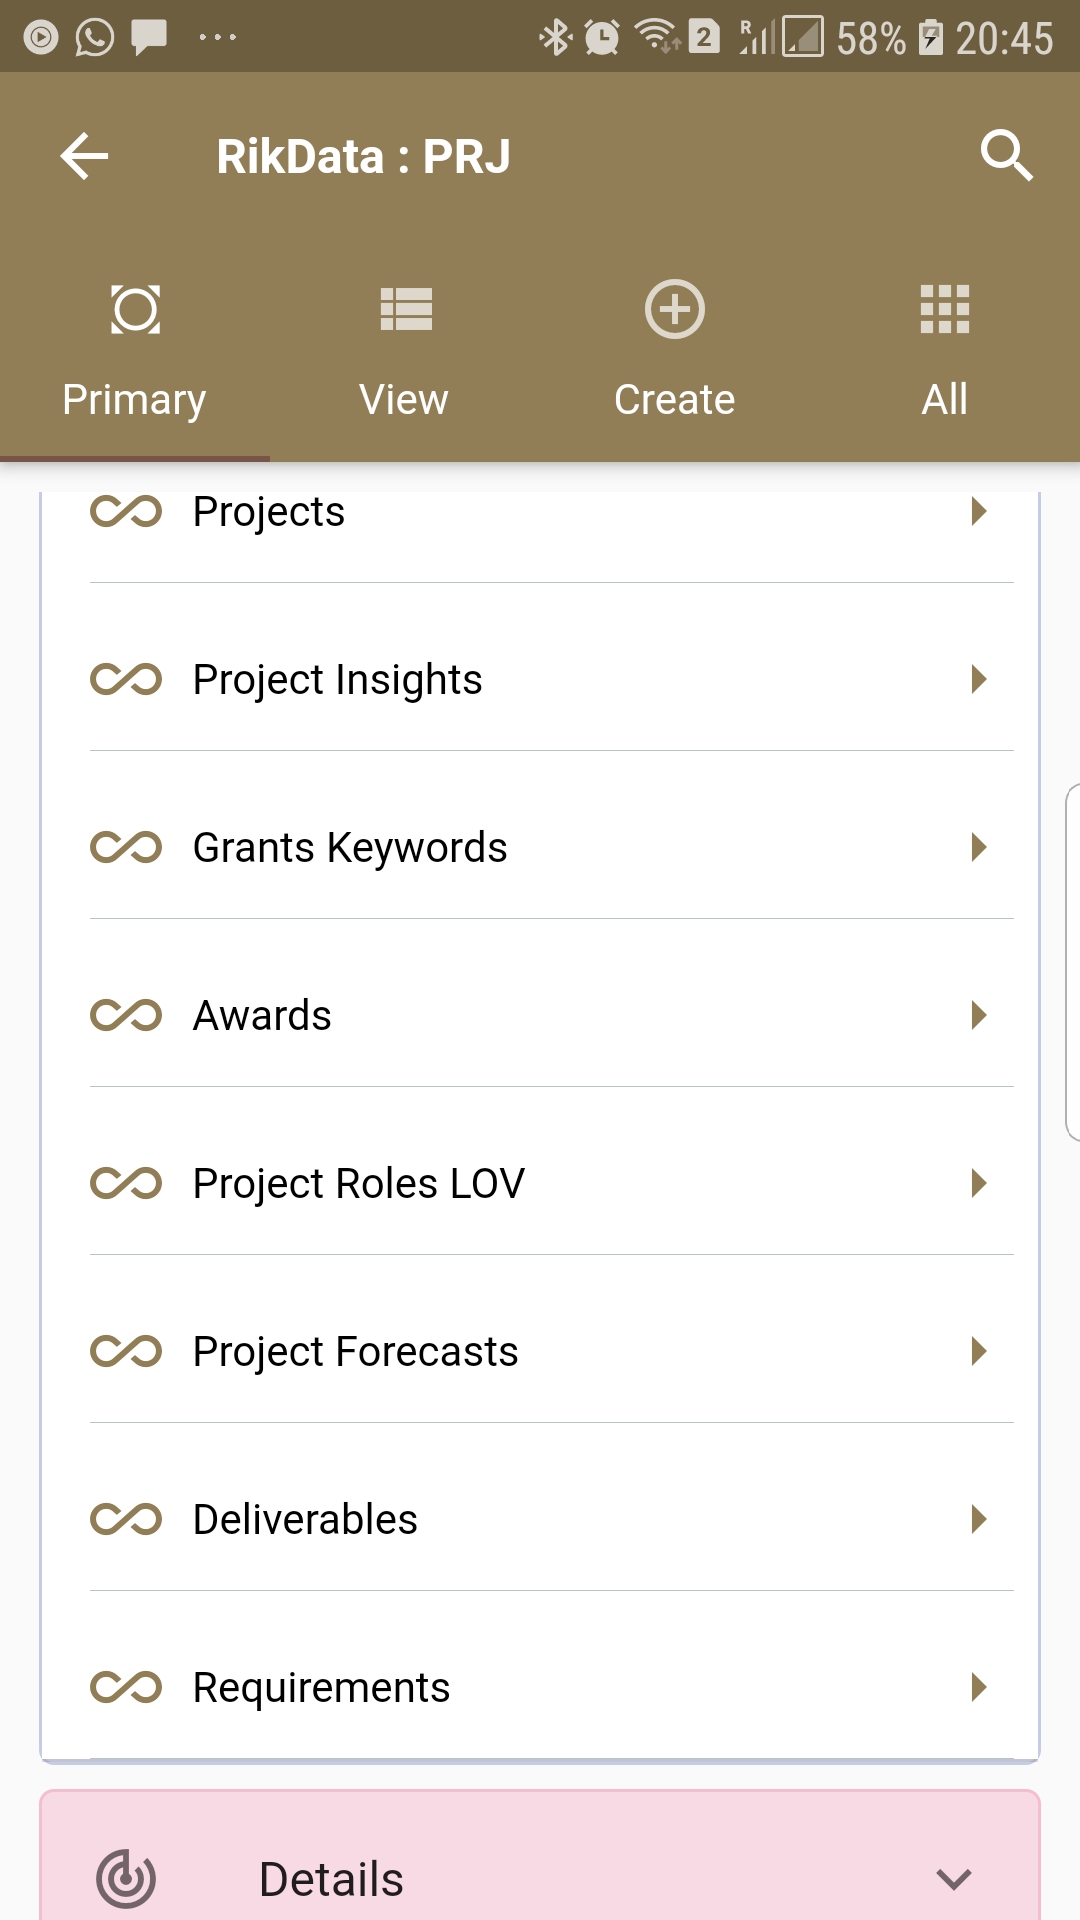 R 2 58% 20:45
RikData : PRJ
Primary View Create All
Projects
Project Insights
Grants Keywords
Awards
Project Roles LOV
Project Forecasts
Deliverables
Requirements
Details